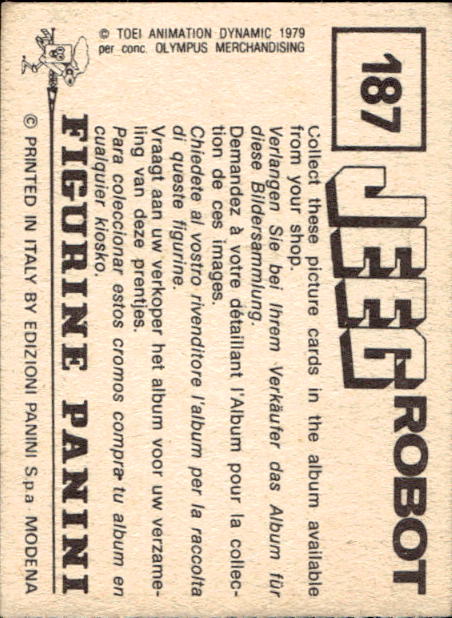 © TOEI ANIMATION DYNAMIC 1979
per conc. OLYMPUS MERCHANDISING
187
JEEG ROBOT
Collect these picture cards in the album available
from your shop.
Verlangen Sie bei Ihrem Verkäufer das Album für
diese Bildersammlung.
Demandez à votre détaillant l'Album pour la collec-
tion de ces images.
Chiedete al vostro rivenditore l'album per la raccolta
di queste figurine.
Vraagt aan uw verkoper het album voor uw verzame-
ling van deze prentjes.
Para coleccionar estos cromos compra tu album en
cualquier kiosko.
FIGURINE PANINI
© PRINTED IN ITALY BY EDIZIONI PANINI S.p.a - MODENA